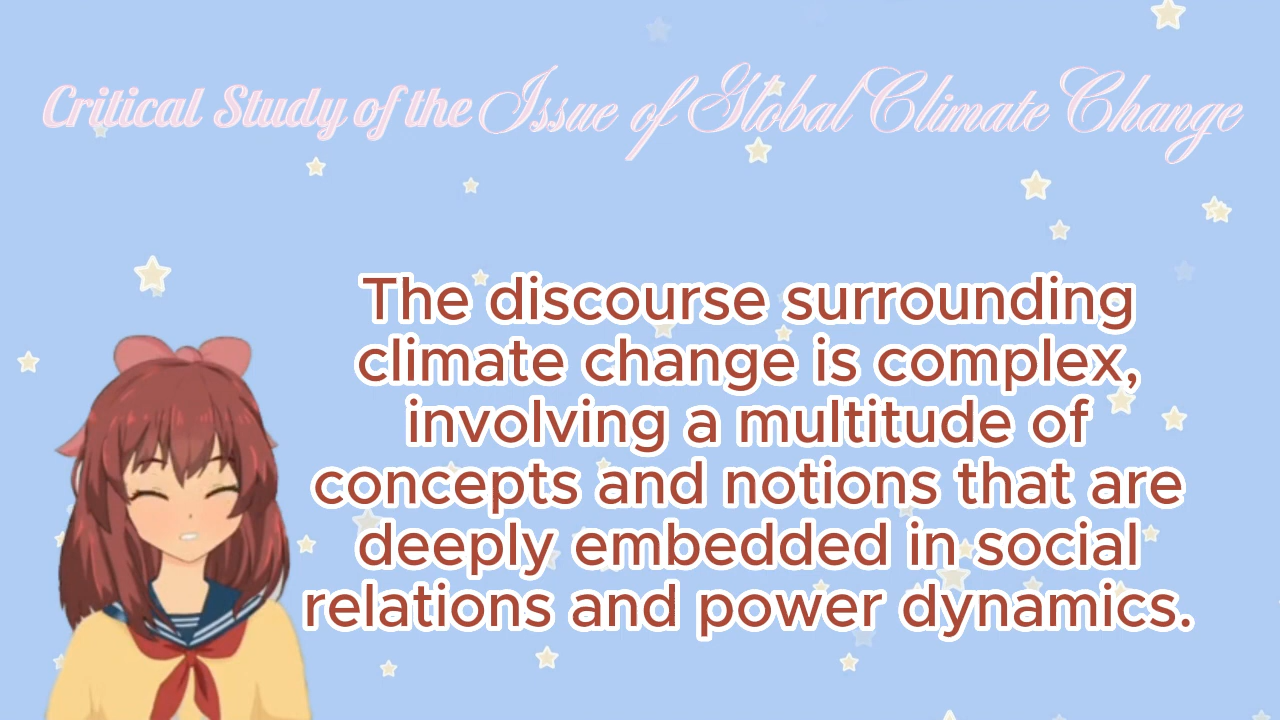 Critical Study of the Issue of Global Climate Change
The discourse surrounding
climate change is complex,
involving a multitude of
concepts and notions that are
deeply embedded in social
relations and power dynamics.